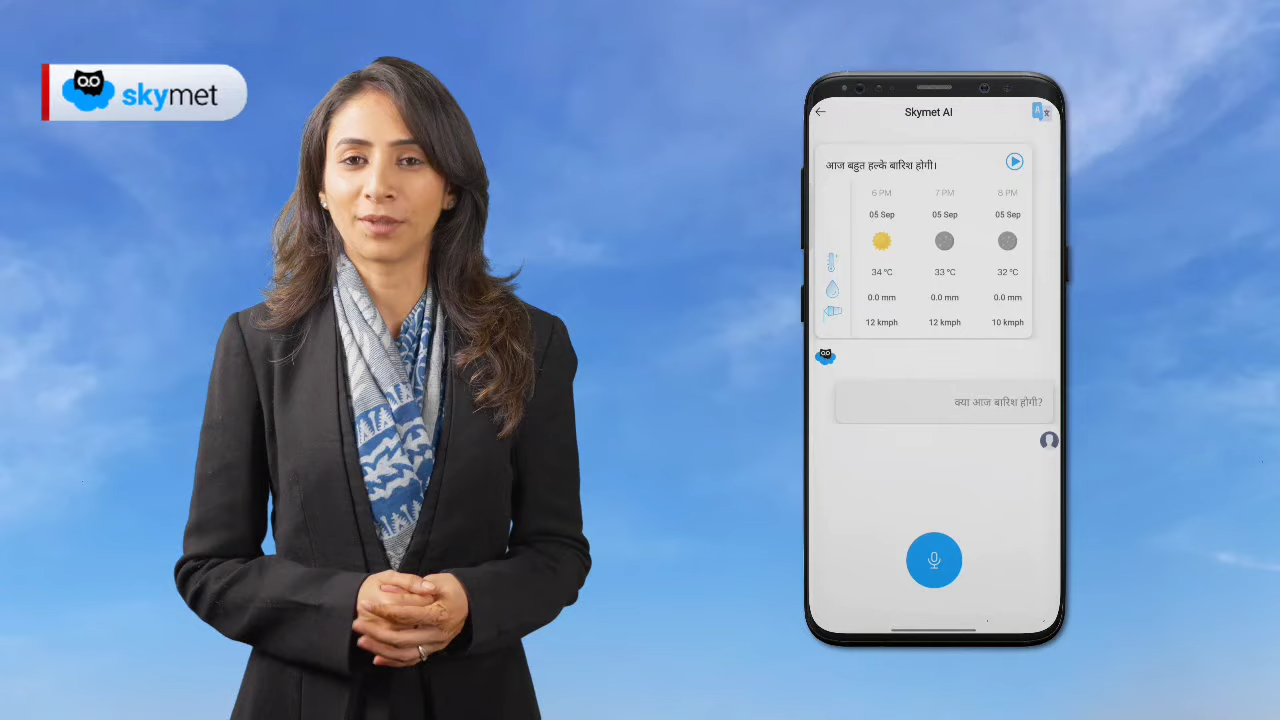 skymet
Skymet AI
आज बहुत हल्के बारिश होगी।
6 PM 7 PM 8 PM
05 Sep 05 Sep 05 Sep
34 °C 33 °C 32 °C
0.0 mm 0.0 mm 0.0 mm
12 kmph 12 kmph 10 kmph
क्या आज बारिश होगी?